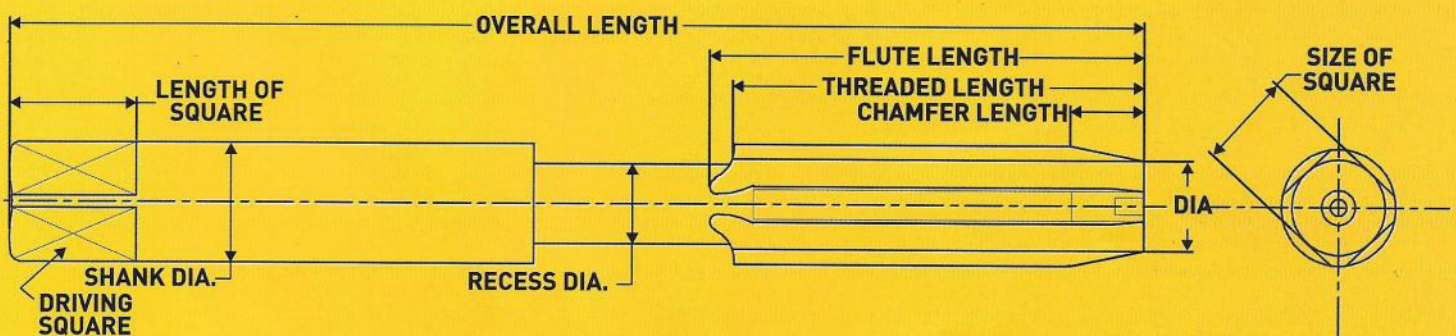 OVERALL LENGTH
FLUTE LENGTH
THREADED LENGTH
CHAMFER LENGTH
LENGTH OF
SQUARE
SIZE OF
SQUARE
DIA
SHANK DIA.
RECESS DIA.
DRIVING
SQUARE